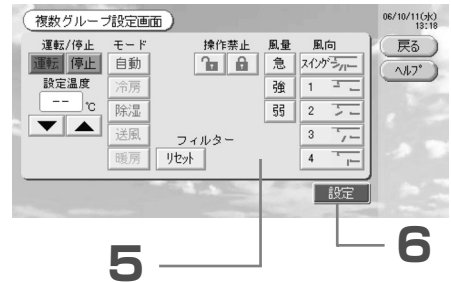 複数グループ設定画面
06/10/11(水)
13:18
戻る
ヘルプ
運転/停止
モード
操作禁止
風量
風向
運転
停止
自動
急
スイング
設定温度
冷房
強
1
-- ℃
除湿
弱
2
送風
3
フィルター
暖房
リセット
4
設定
5
6